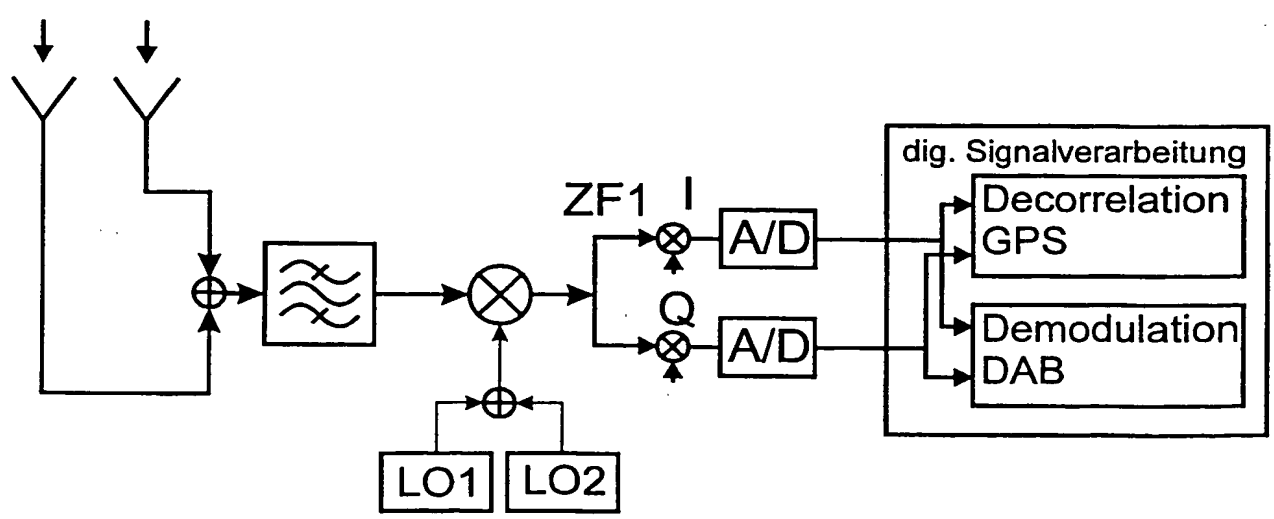 dig. Signalverarbeitung
ZF1
I
A/D
Decorrelation
GPS
Q
A/D
Demodulation
DAB
LO1
LO2